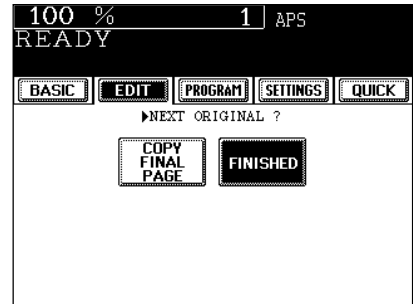 100 % 1 APS
READY
BASIC EDIT PROGRAM SETTINGS QUICK
▶NEXT ORIGINAL ?
COPY FINAL PAGE
FINISHED